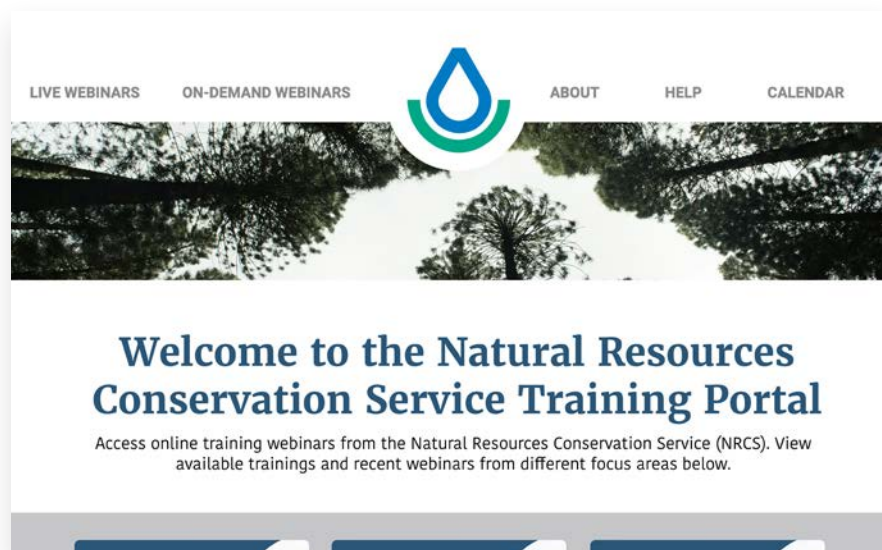 LIVE WEBINARS
ON-DEMAND WEBINARS
ABOUT
HELP
CALENDAR
Welcome to the Natural Resources
Conservation Service Training Portal
Access online training webinars from the Natural Resources Conservation Service (NRCS). View
available trainings and recent webinars from different focus areas below.